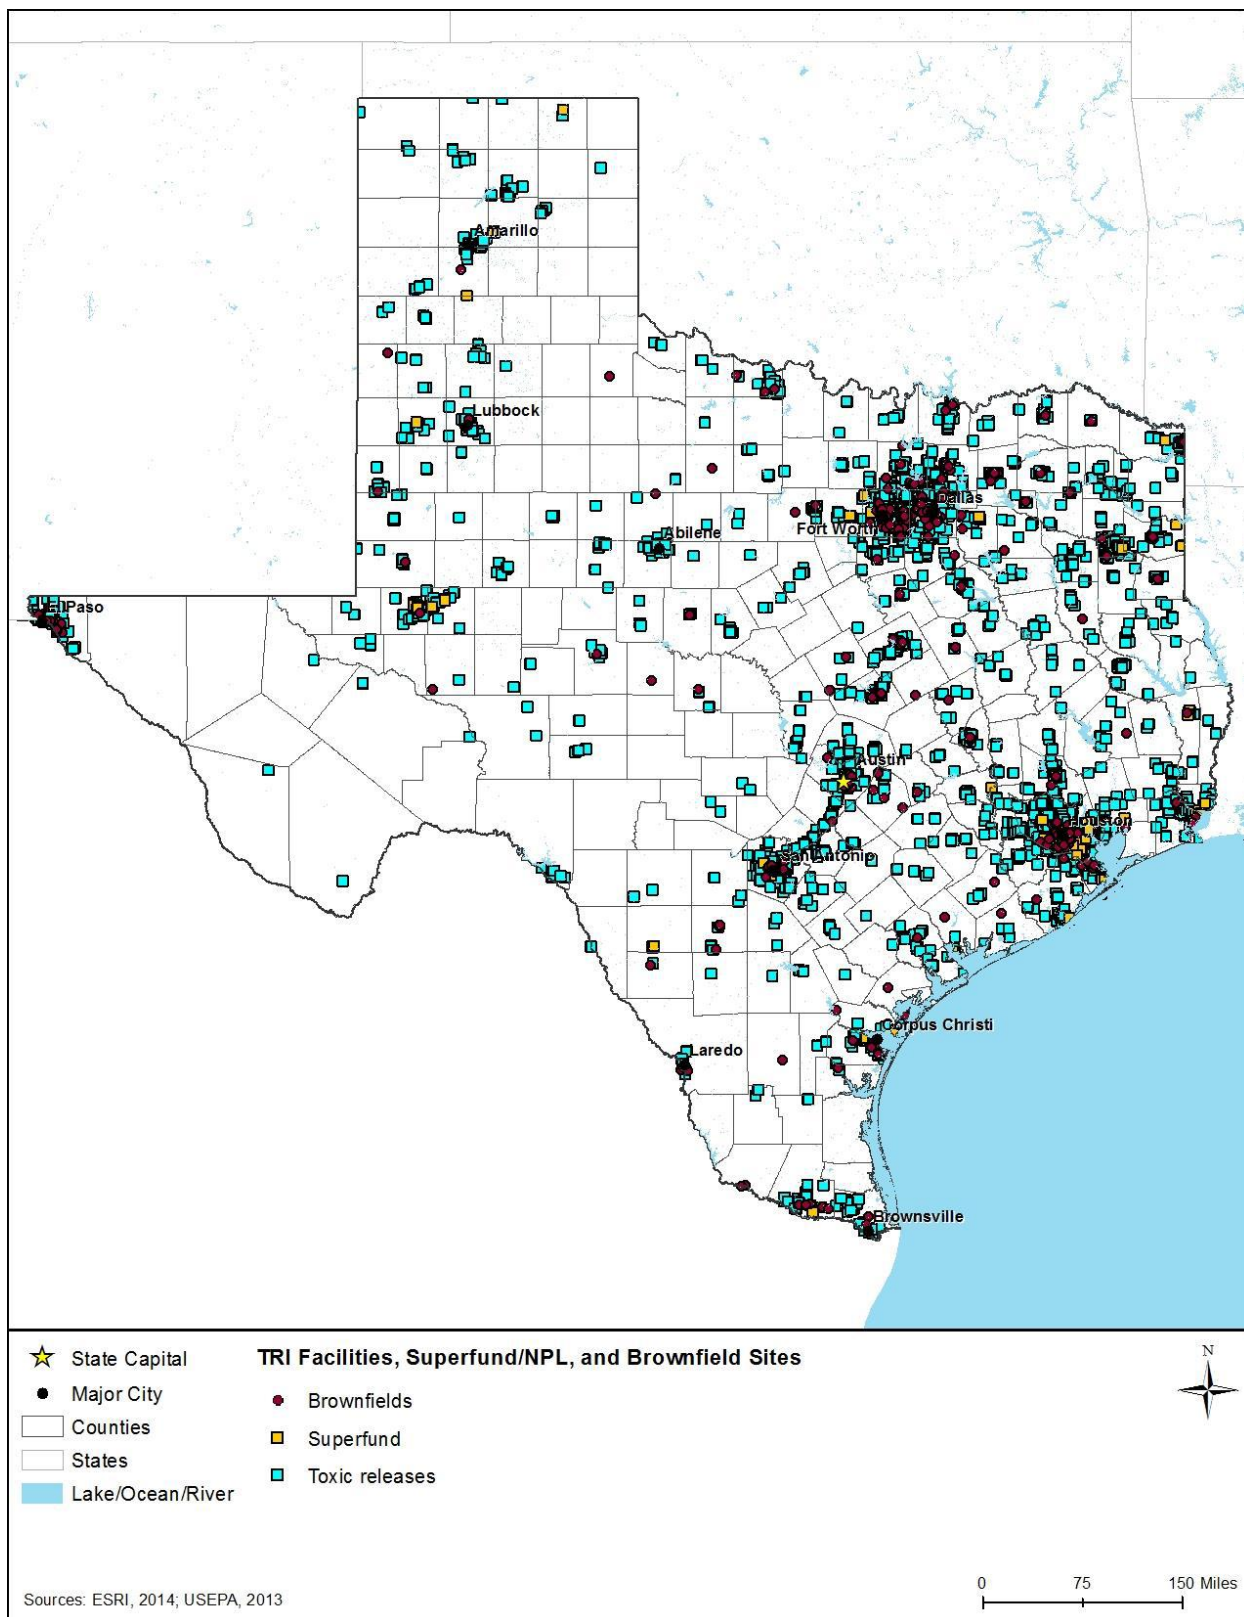 Amarillo
Lubbock
Dallas
Fort Worth
Abilene
El Paso
Austin
Houston
San Antonio
Corpus Christi
Laredo
Brownsville
State Capital
Major City
Counties
States
Lake/Ocean/River
TRI Facilities, Superfund/NPL, and Brownfield Sites
Brownfields
Superfund
Toxic releases
N
Sources: ESRI, 2014; USEPA, 2013
0 75 150 Miles